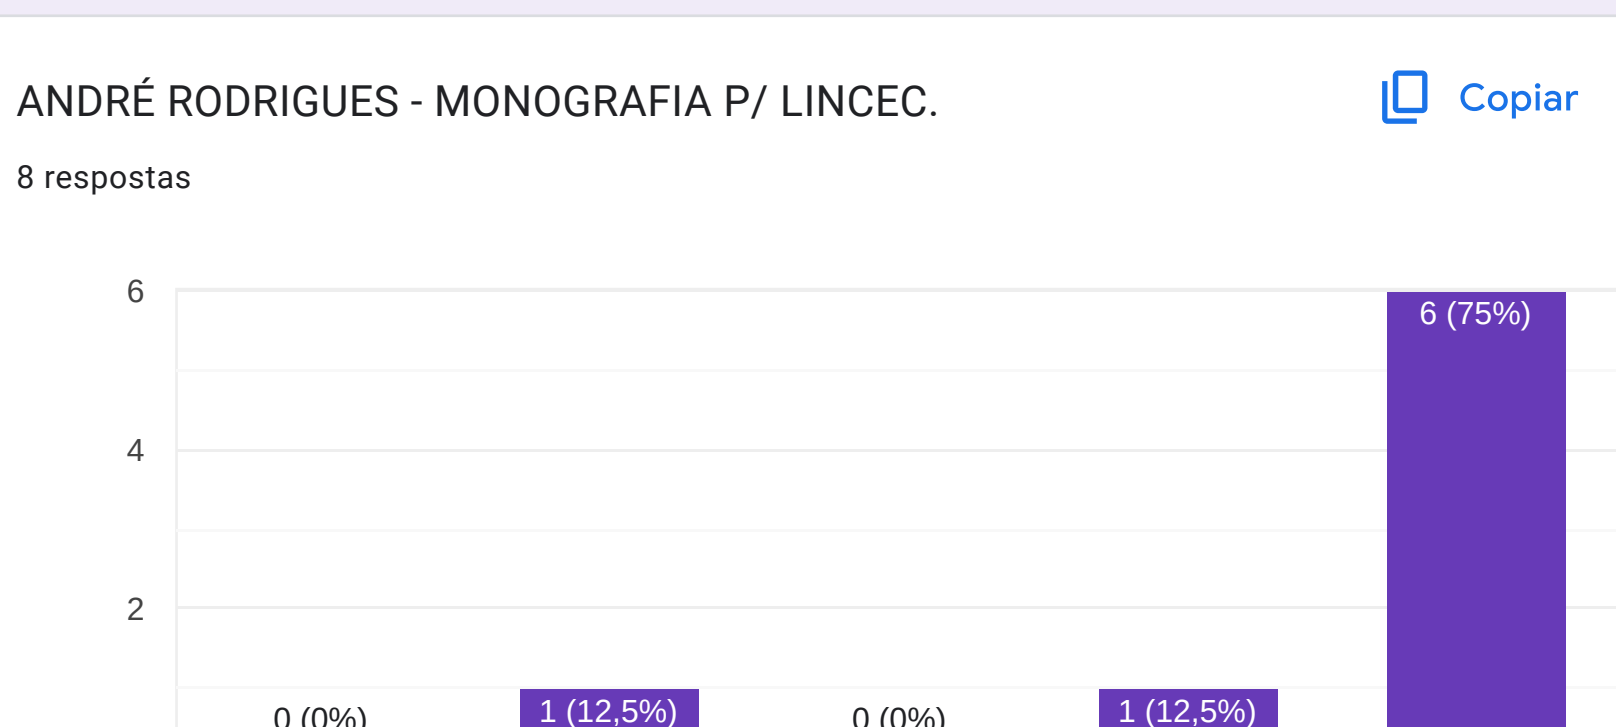 ANDRÉ RODRIGUES - MONOGRAFIA P/ LINCEC.
Copiar
8 respostas
6
6 (75%)
4
2
0 (0%)
1 (12,5%)
0 (0%)
1 (12,5%)